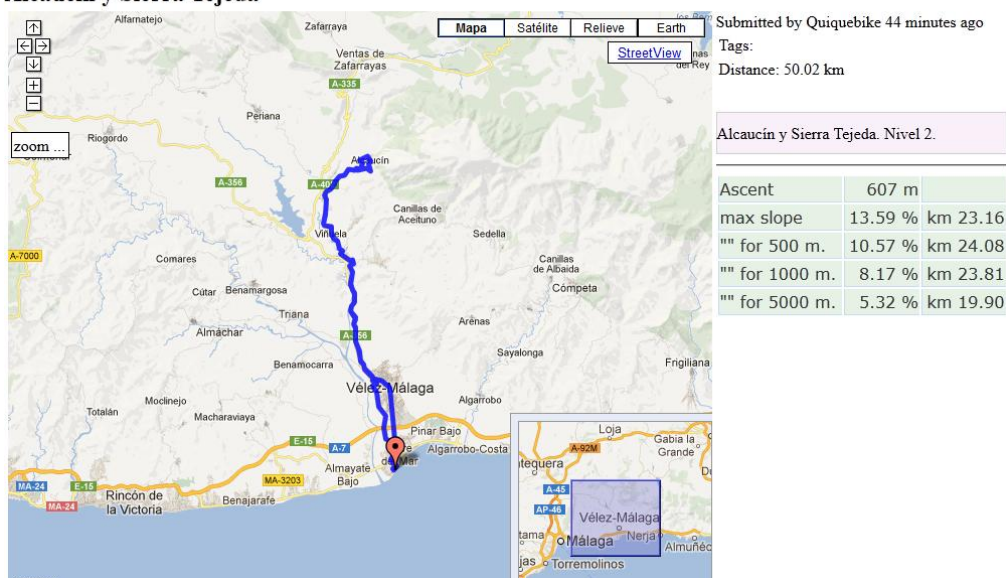 Alcaucín y Sierra Tejeda
Mapa Satélite Relieve Earth
StreetView
zoom ...
Alfarnatejo
Zafarraya
Ventas de
Zafarrayas
del Rey
A-335
Periana
Riogordo
A-356
Alcaucín
Canillas de
Aceituno
Viñuela
Sedella
A-7000
Comares
Canillas
de Albaida
Cómpeta
Cútar
Benamargosa
Triana
Arenas
Almáchar
Sayalonga
Benamocarra
Frigiliana
Vélez-Málaga
Moclinejo
Algarrobo
Totalán
Macharaviaya
Pinar Bajo
E-15
A-7
Algarrobo-Costa
Almayate
Bajo
MA-3203
MA-24
E-15
Rincón de
la Victoria
MA-24
Benajarafe
Loja
A-92M
Gabia la
Grande
A-45
AP-46
Vélez-Málaga
Málaga
Nerja
Torremolinos
Submitted by Quiquebike 44 minutes ago
Tags:
Distance: 50.02 km
Alcaucín y Sierra Tejeda. Nivel 2.
Ascent 607 m
max slope 13.59 % km 23.16
"" for 500 m. 10.57 % km 24.08
"" for 1000 m. 8.17 % km 23.81
"" for 5000 m. 5.32 % km 19.90